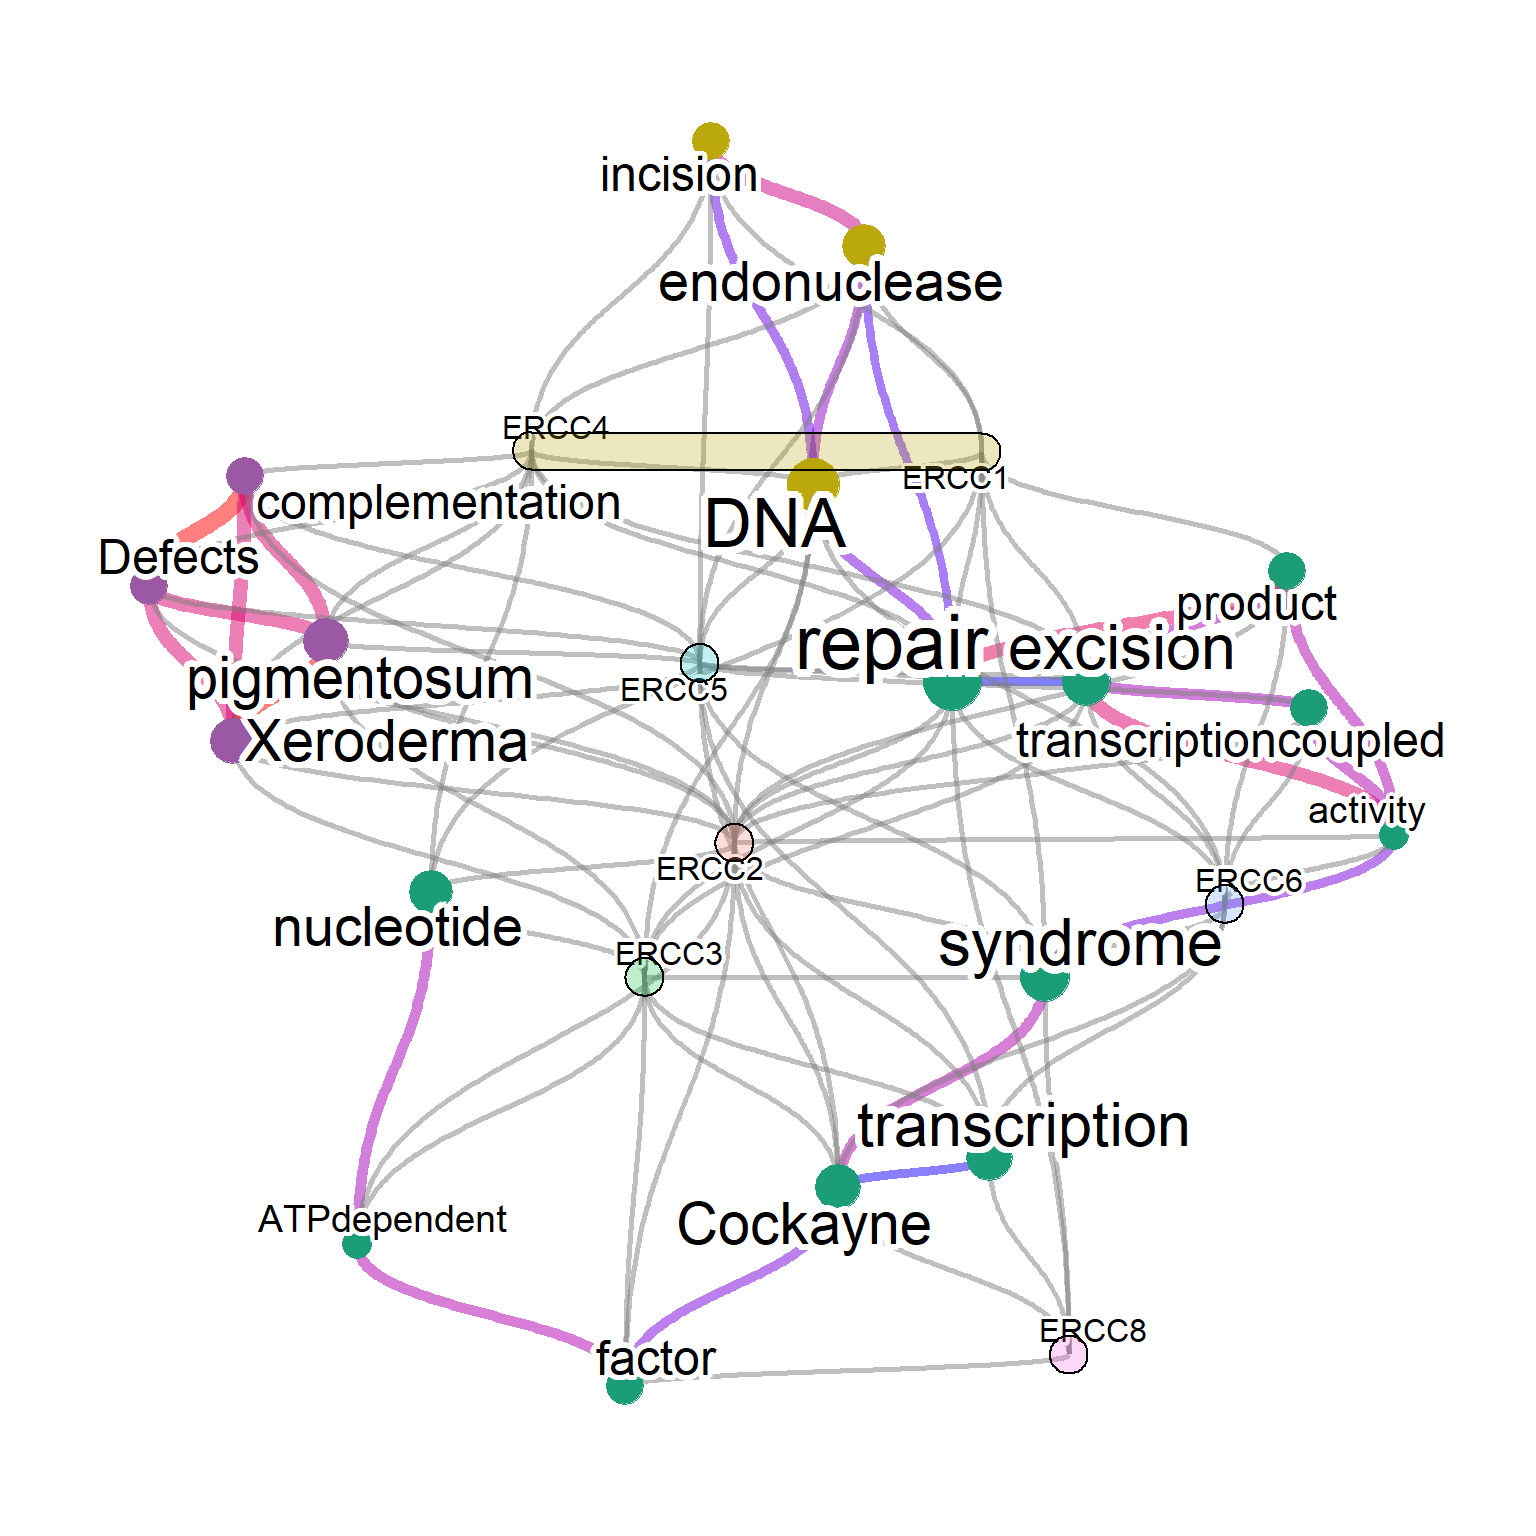 incision
endonuclease
ERCC4
ERCC1
complementation
DNA
Defects
product
repair
excision
pigmentosum
ERCC5
Xeroderma
transcriptioncoupled
activity
ERCC2
ERCC6
nucleotide
syndrome
ERCC3
transcription
ATPdependent
Cockayne
ERCC8
factor